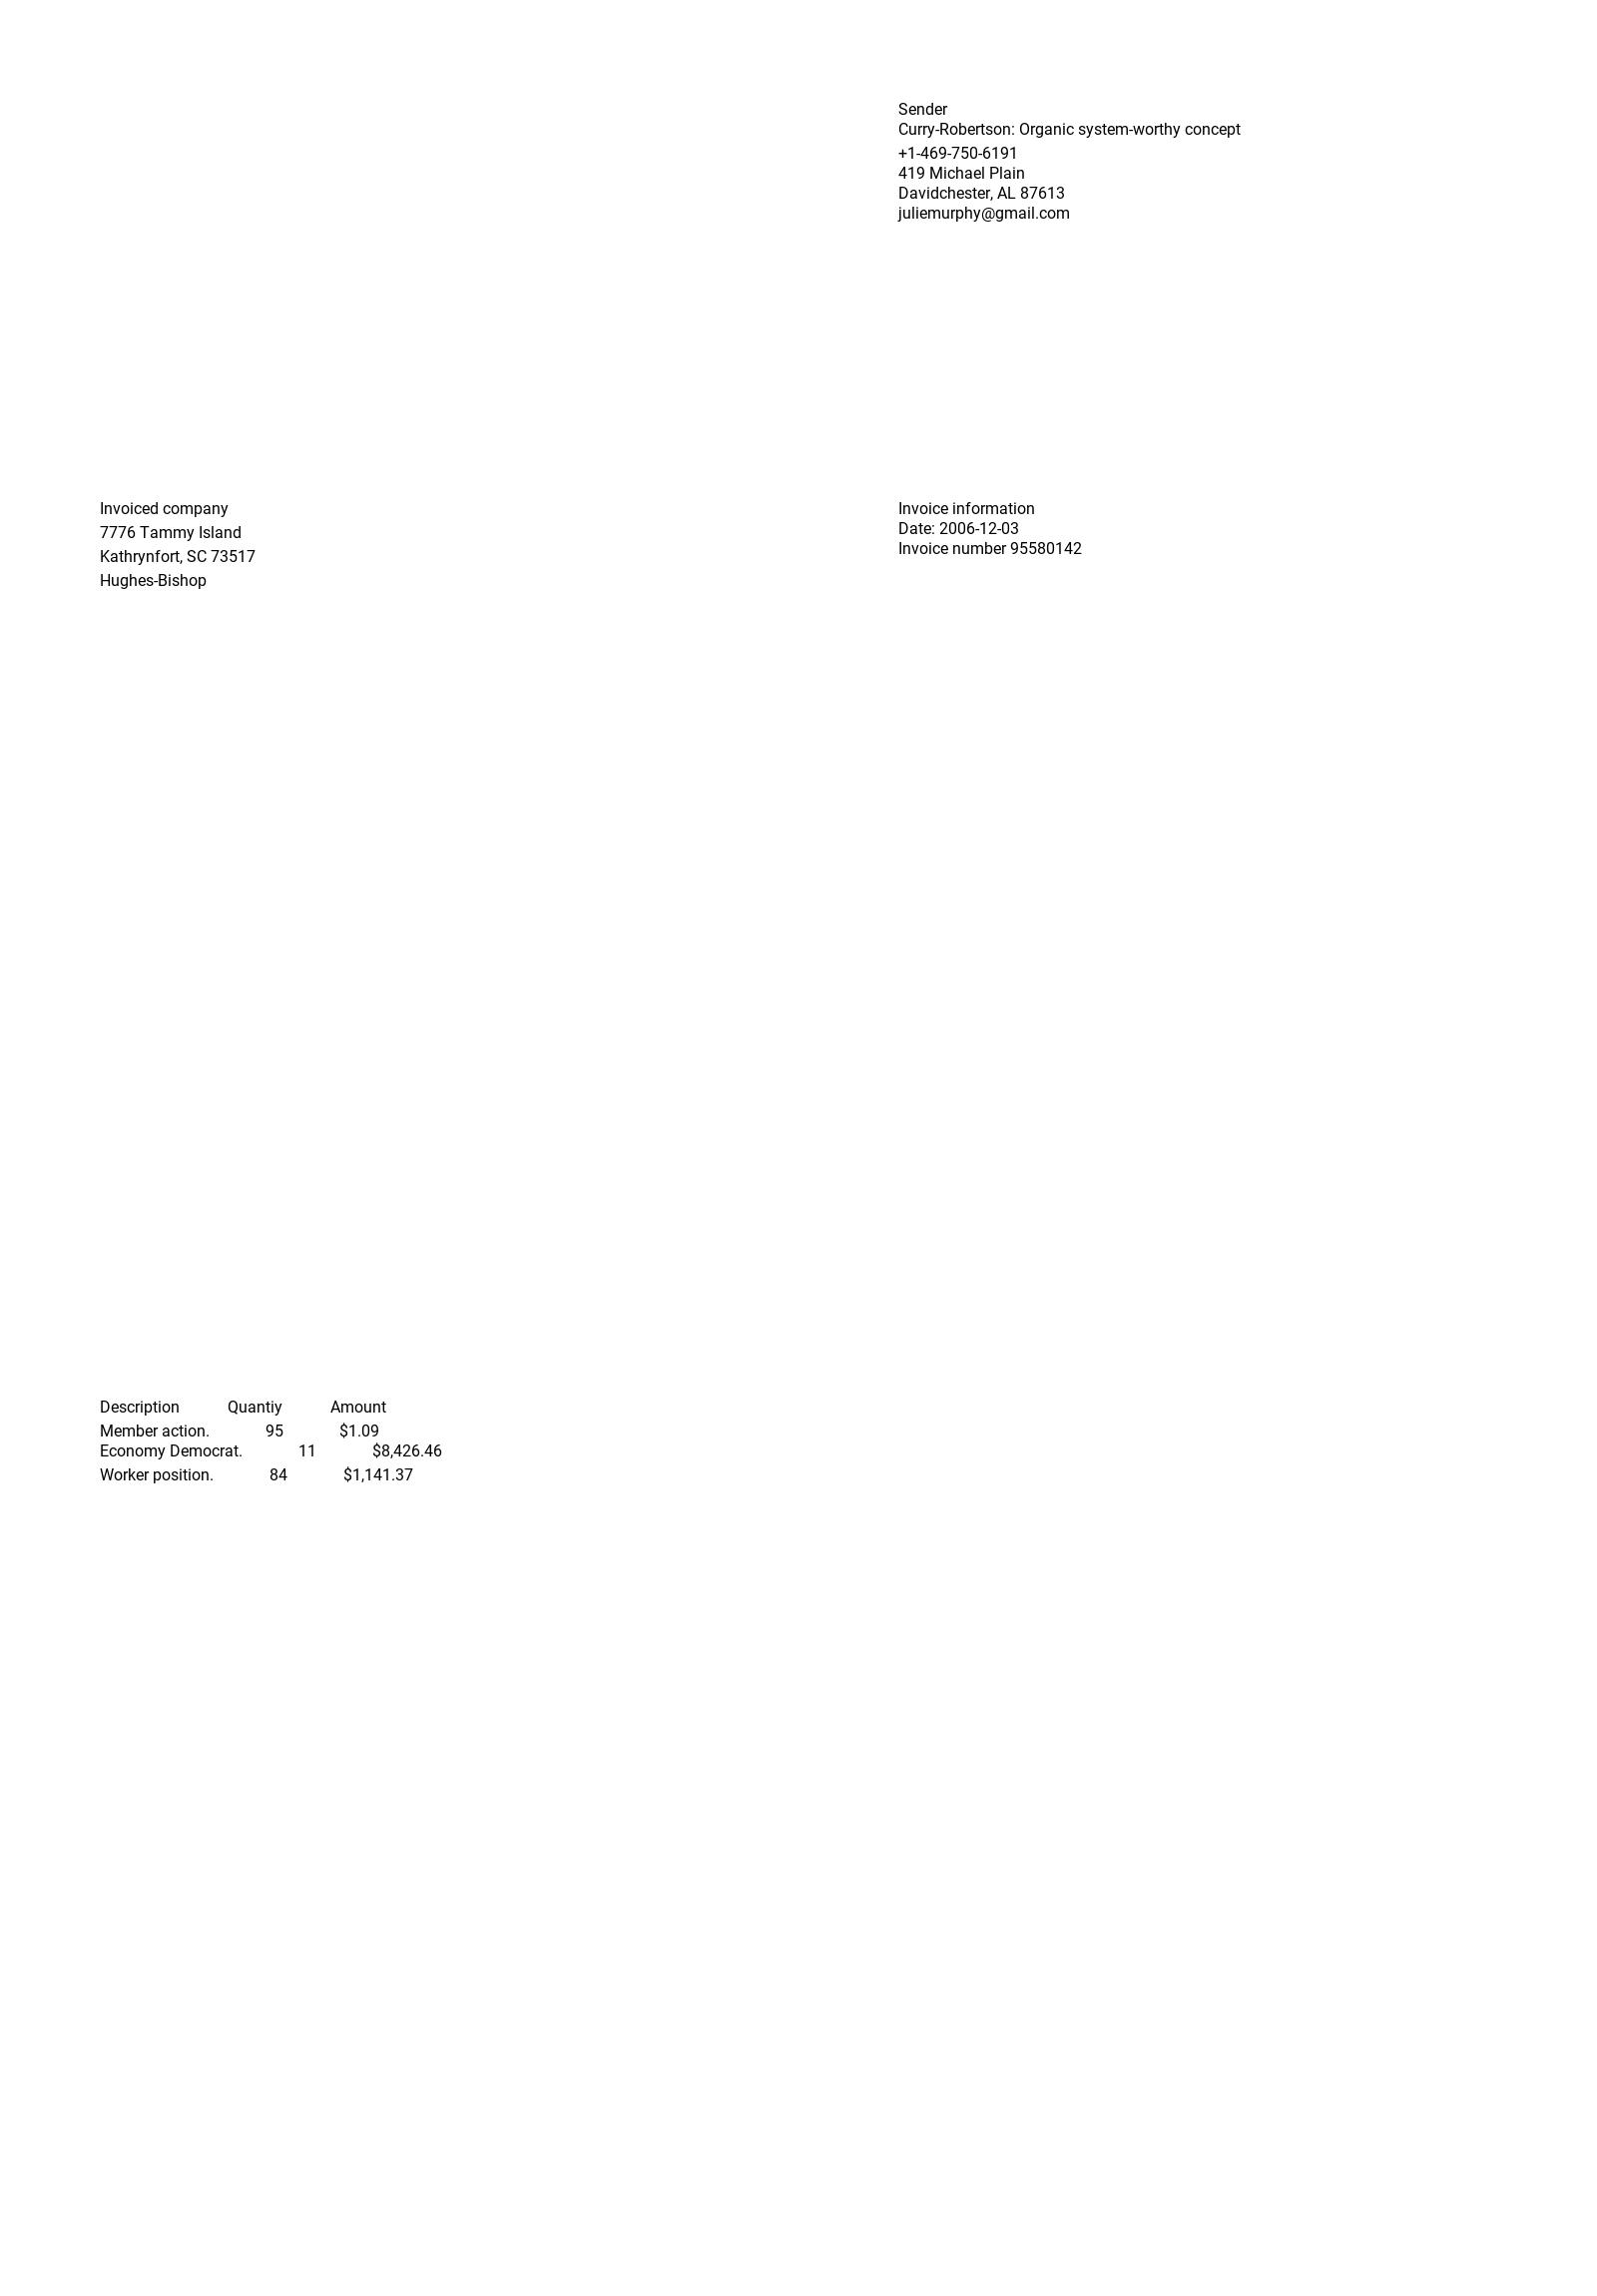 Sender
Curry-Robertson: Organic system-worthy concept
+1-469-750-6191
419 Michael Plain
Davidchester, AL 87613
juliemurphy@gmail.com
Invoiced company
7776 Tammy Island
Kathrynfort, SC 73517
Hughes-Bishop
Invoice information
Date: 2006-12-03
Invoice number 95580142
Description Quantiy Amount
Member action. 95 $1.09
Economy Democrat. 11 $8,426.46
Worker position. 84 $1,141.37